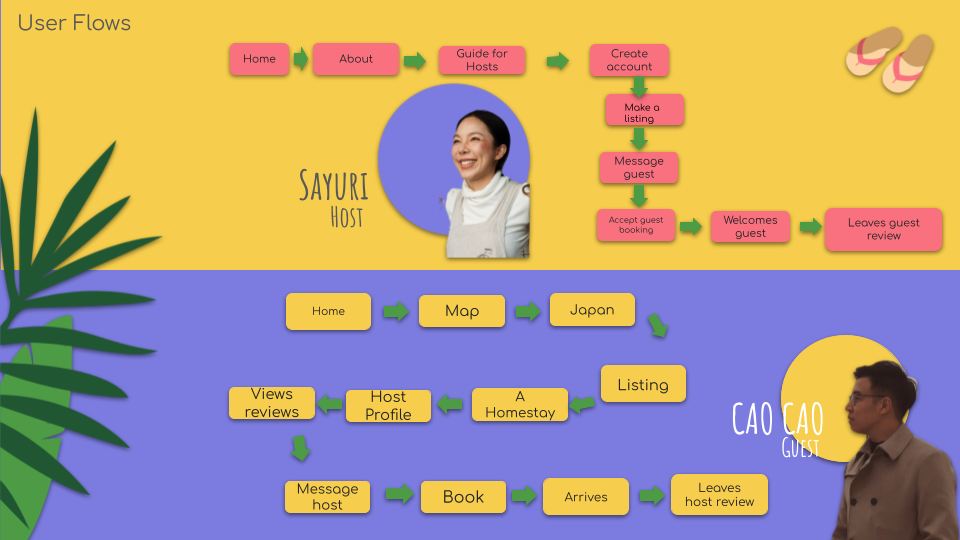 User Flows
Home
About
Guide for
Hosts
Create
account
Make a
listing
Message
guest
Accept guest
booking
Welcomes
guest
Leaves guest
review
Sayuri
Host
Home
Map
Japan
Listing
A
Homestay
Host
Profile
Views
reviews
Message
host
Book
Arrives
Leaves
host review
CAO CAO
Guest